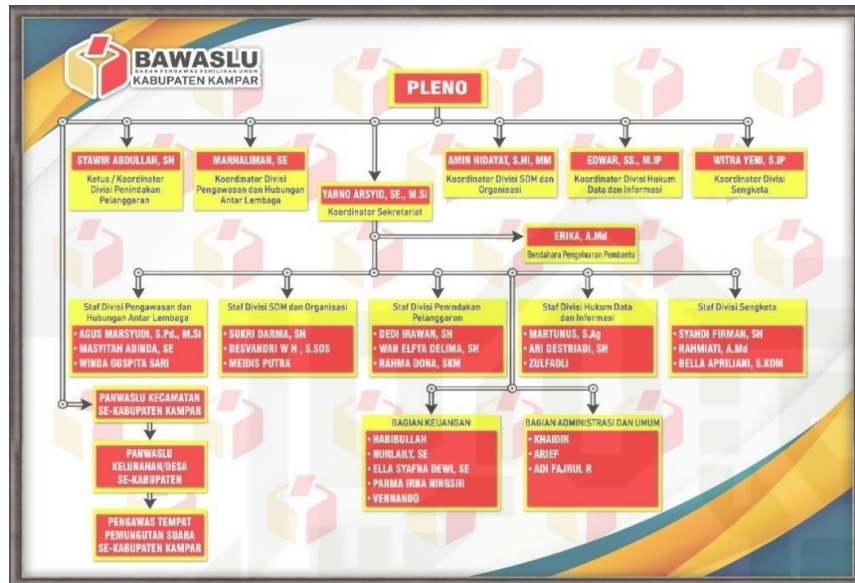 BAWASLU
BADAN PENGAWAS PEMILIHAN UMUM
KABUPATEN KAMPAR
PLENO
SYAWIR ABDULLAH, SH
Ketua / Koordinator
Divisi Penindakan
Pelanggaran
MARHALIMAN, SE
Koordinator Divisi
Pengawasan dan Hubungan
Antar Lembaga
YARNO ARSYID, SE., M.Si
Koordinator Sekretariat
AMIN HIDAYAT, S.HI, MM
Koordinator Divisi SDM dan
Organisasi
EDWAR, SS., M.IP
Koordinator Divisi Hukum
Data dan Informasi
WITRA YENI, S.IP
Koordinator Divisi
Sengketa
ERIKA, A.Md
Bendahara Pengeluaran Pembantu
Staf Divisi Pengawasan dan
Hubungan Antar Lembaga
• AGUS MARSYUDI, S.Pd., M.Si
• MASYITAH ADINDA, SE
• WINDA GUSPITA SARI
Staf Divisi SDM dan Organisasi
• SUKRI DARMA, SH
• DESVANDRI W H , S.SOS
• MEIDIS PUTRA
Staf Divisi Penindakan
Pelanggaran
• DEDI IRAWAN, SH
• WAN ELFYA DELIMA, SH
• RAHMA DONA, SKM
Staf Divisi Hukum Data
dan Informasi
• MARTUNUS, S.Ag
• ARI DESTRIADI, SH
• ZULFADLI
Staf Divisi Sengketa
• SYAHDI FIRMAN, SH
• RAHMIATI, A.Md
• BELLA APRILIANI, S.KOM
PANWASLU KECAMATAN
SE-KABUPATEN KAMPAR
PANWASLU
KELURAHAN/DESA
SE-KABUPATEN
PENGAWAS TEMPAT
PEMUNGUTAN SUARA
SE-KABUPATEN KAMPAR
BAGIAN KEUANGAN
• HABIBULLAH
• NURLAILY, SE
• ELLA SYAFNA DEWI, SE
• PARMA IRNA NINGSIH
• VERNANDO
BAGIAN ADMINISTRASI DAN UMUM
• KHAIDIR
• ARIEF
• ADI FAJRUL R